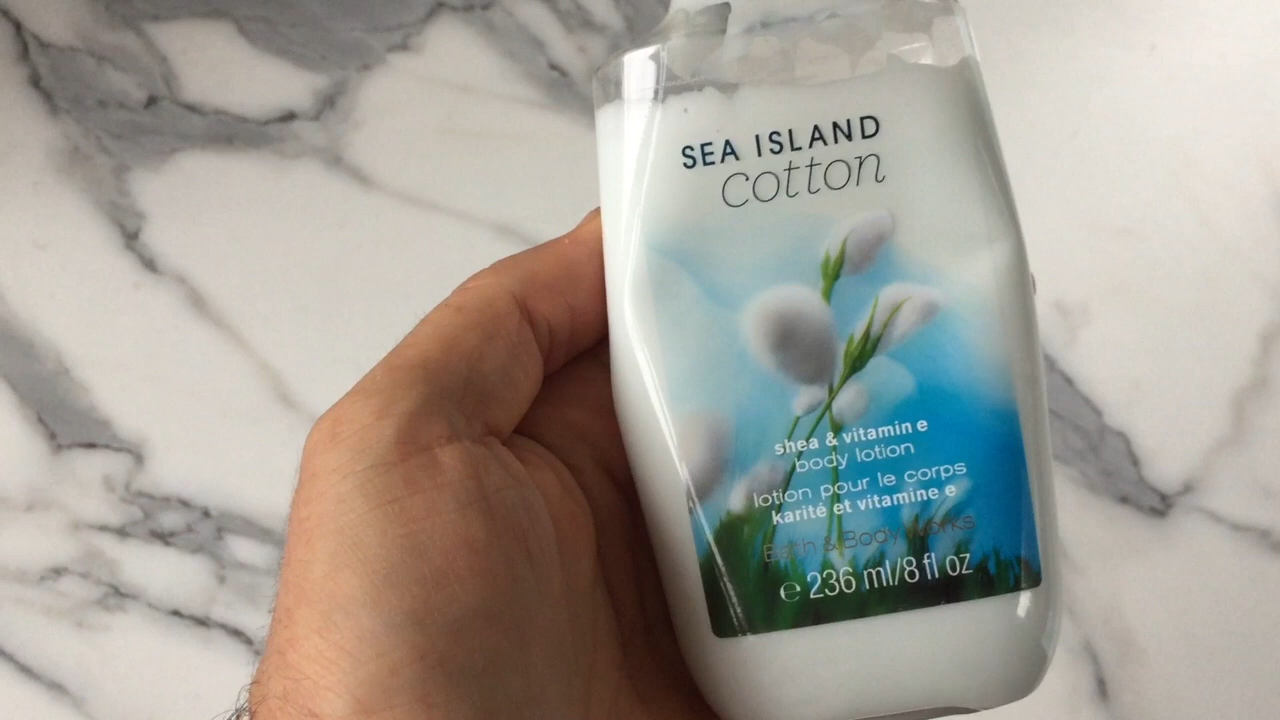 SEA ISLAND
cotton
shea & vitamin e
body lotion
lotion pour le corps
karité et vitamine e
Bath & Body Works
℮ 236 ml/8 fl oz